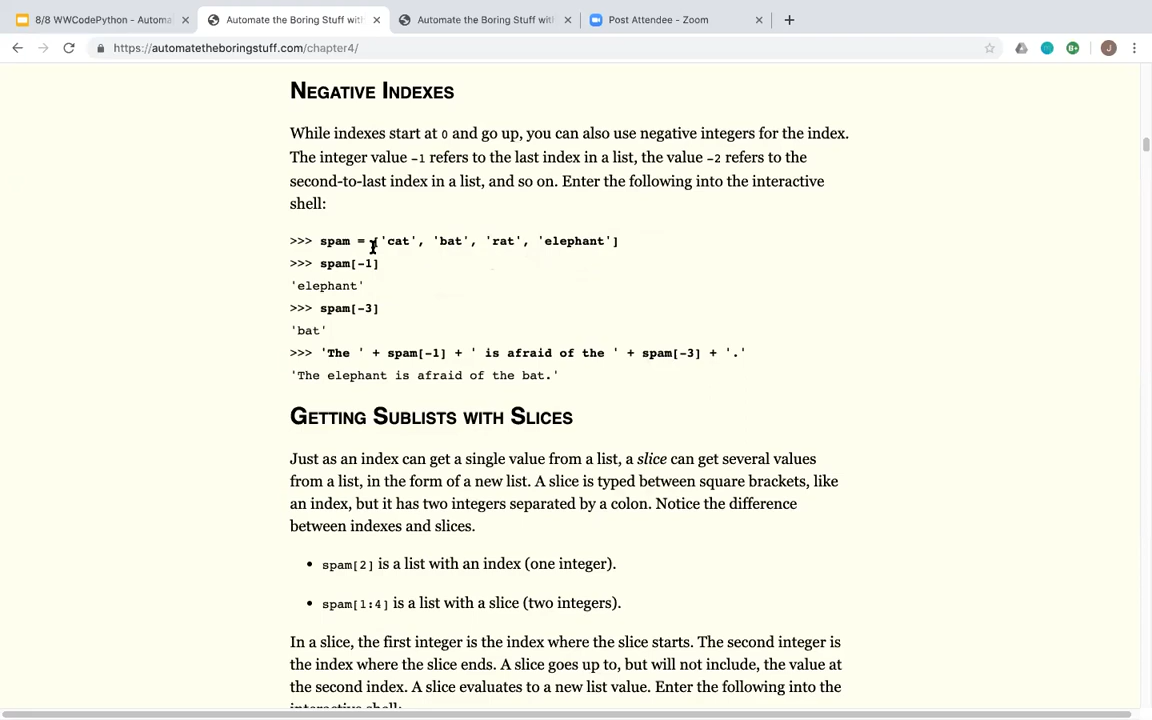 8/8 WWCodePython - Automa
Automate the Boring Stuff wit
Automate the Boring Stuff wit
Post Attendee - Zoom
https://automatetheboringstuff.com/chapter4/
J
NEGATIVE INDEXES
While indexes start at 0 and go up, you can also use negative integers for the index.
The integer value -1 refers to the last index in a list, the value -2 refers to the
second-to-last index in a list, and so on. Enter the following into the interactive
shell:
>>> spam = ['cat', 'bat', 'rat', 'elephant']
>>> spam[-1]
'elephant'
>>> spam[-3]
'bat'
>>> 'The ' + spam[-1] + ' is afraid of the ' + spam[-3] + '.'
'The elephant is afraid of the bat.'
GETTING SUBLISTS WITH SLICES
Just as an index can get a single value from a list, a slice can get several values
from a list, in the form of a new list. A slice is typed between square brackets, like
an index, but it has two integers separated by a colon. Notice the difference
between indexes and slices.
• spam[2] is a list with an index (one integer).
• spam[1:4] is a list with a slice (two integers).
In a slice, the first integer is the index where the slice starts. The second integer is
the index where the slice ends. A slice goes up to, but will not include, the value at
the second index. A slice evaluates to a new list value. Enter the following into the
interactive shell: